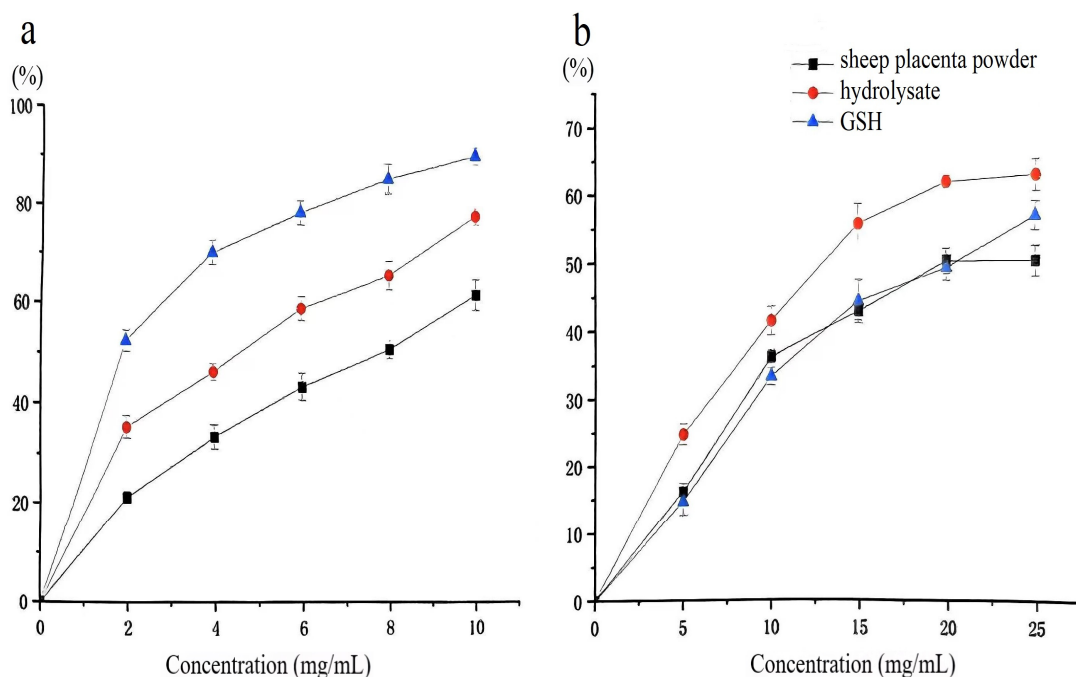 a
(%)
100
80
60
40
20
0
0 2 4 6 8 10
Concentration (mg/mL)
b
(%)
sheep placenta powder
hydrolysate
GSH
70
60
50
40
30
20
10
0
0 5 10 15 20 25
Concentration (mg/mL)